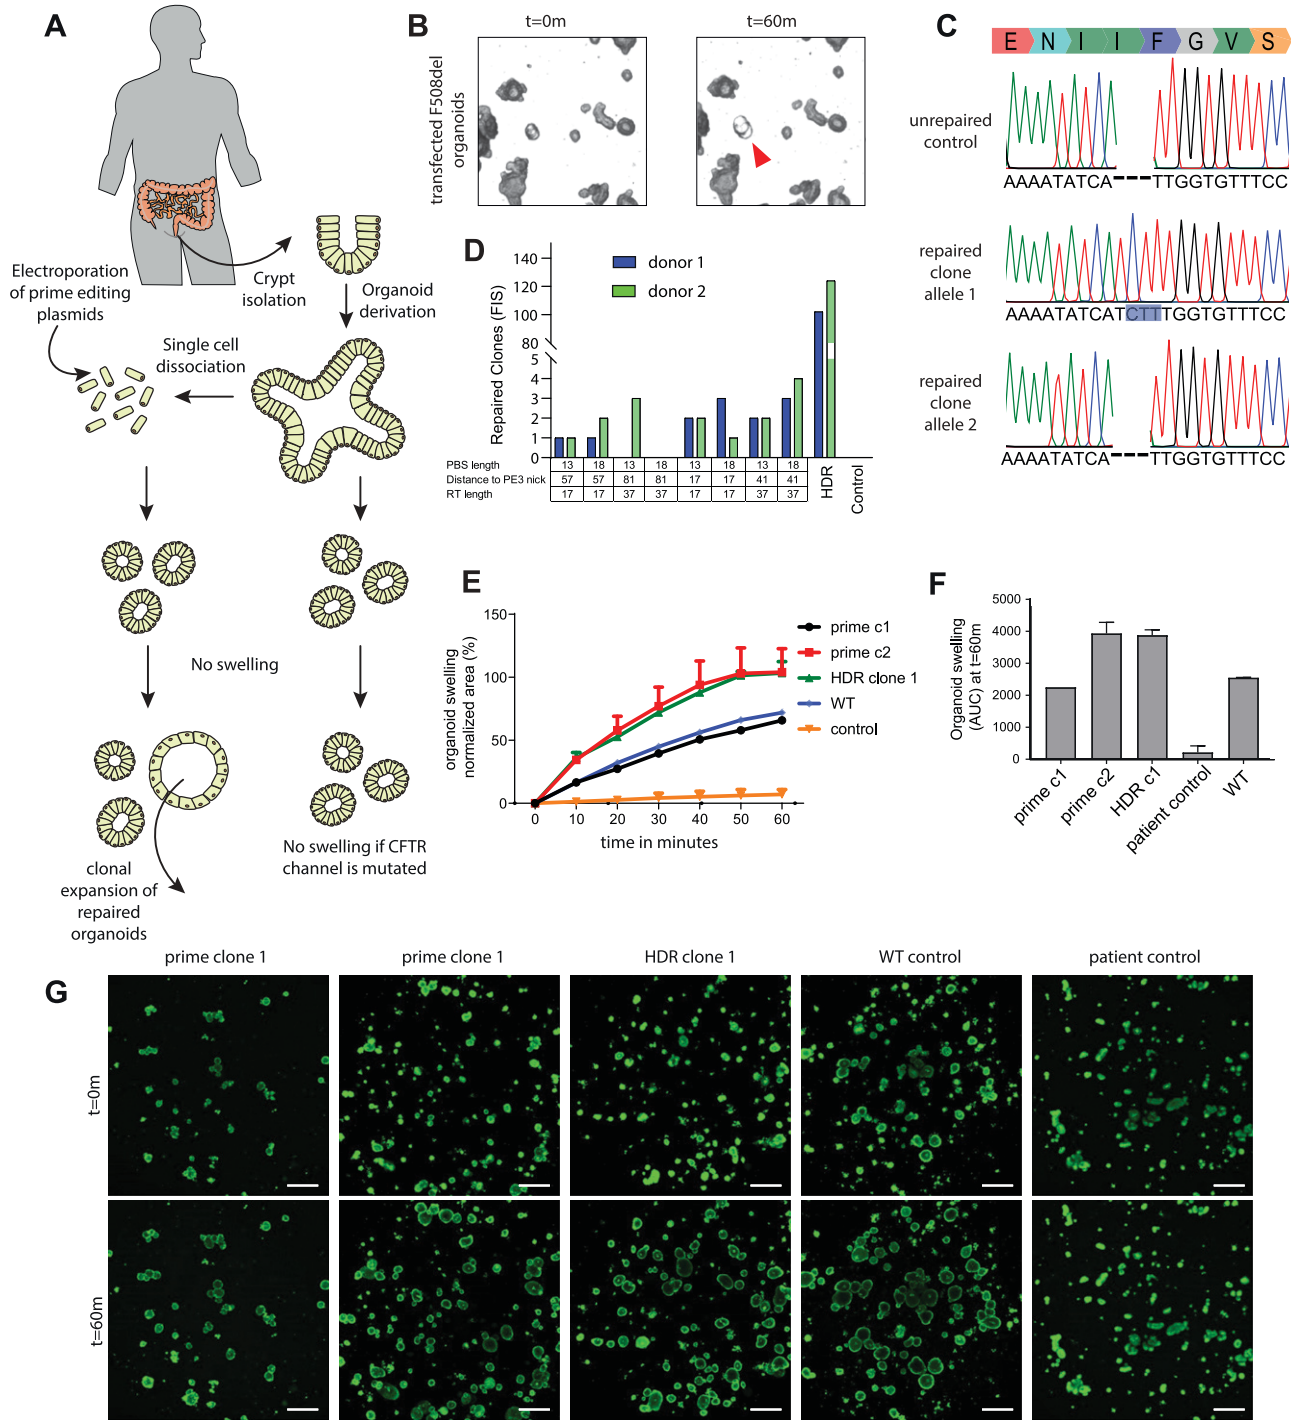 A
Electroporation
of prime editing
plasmids
Crypt
isolation
Organoid
derivation
Single cell
dissociation
No swelling
clonal
expansion of
repaired
organoids
No swelling if CFTR
channel is mutated
B
t=0m
t=60m
transfected F508del
organoids
C
E N I I F G V S
unrepaired
control
AAAATATCA----TTGGTGTTTCC
repaired
clone
allele 1
AAAATATCATCTTTGGTGTTTCC
repaired
clone
allele 2
AAAATATCA----TTGGTGTTTCC
D
donor 1
donor 2
Repaired Clones (FIS)
140
120
100
80
5
4
3
2
1
0
PBS length 13 18 13 18 13 18 13 18
Distance to PE3 nick 57 57 81 81 17 17 41 41
RT length 17 17 37 37 17 17 37 37
HDR
Control
E
organoid swelling
normalized area (%)
150
100
50
0
0 10 20 30 40 50 60
time in minutes
prime c1
prime c2
HDR clone 1
WT
control
F
Organoid swelling
(AUC) at t=60m
5000
4000
3000
2000
1000
0
prime c1
prime c2
HDR c1
patient control
WT
G
prime clone 1
prime clone 1
HDR clone 1
WT control
patient control
t=0m
t=60m